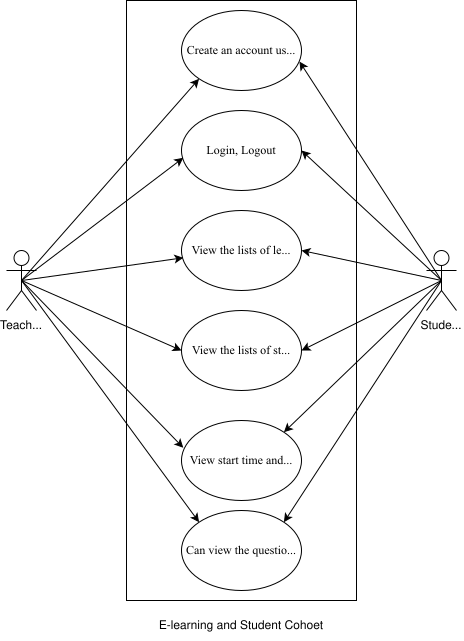 Create an account us...
Login, Logout
View the lists of le...
View the lists of st...
View start time and...
Can view the questio...
Teach...
Stude...
E-learning and Student Cohoet